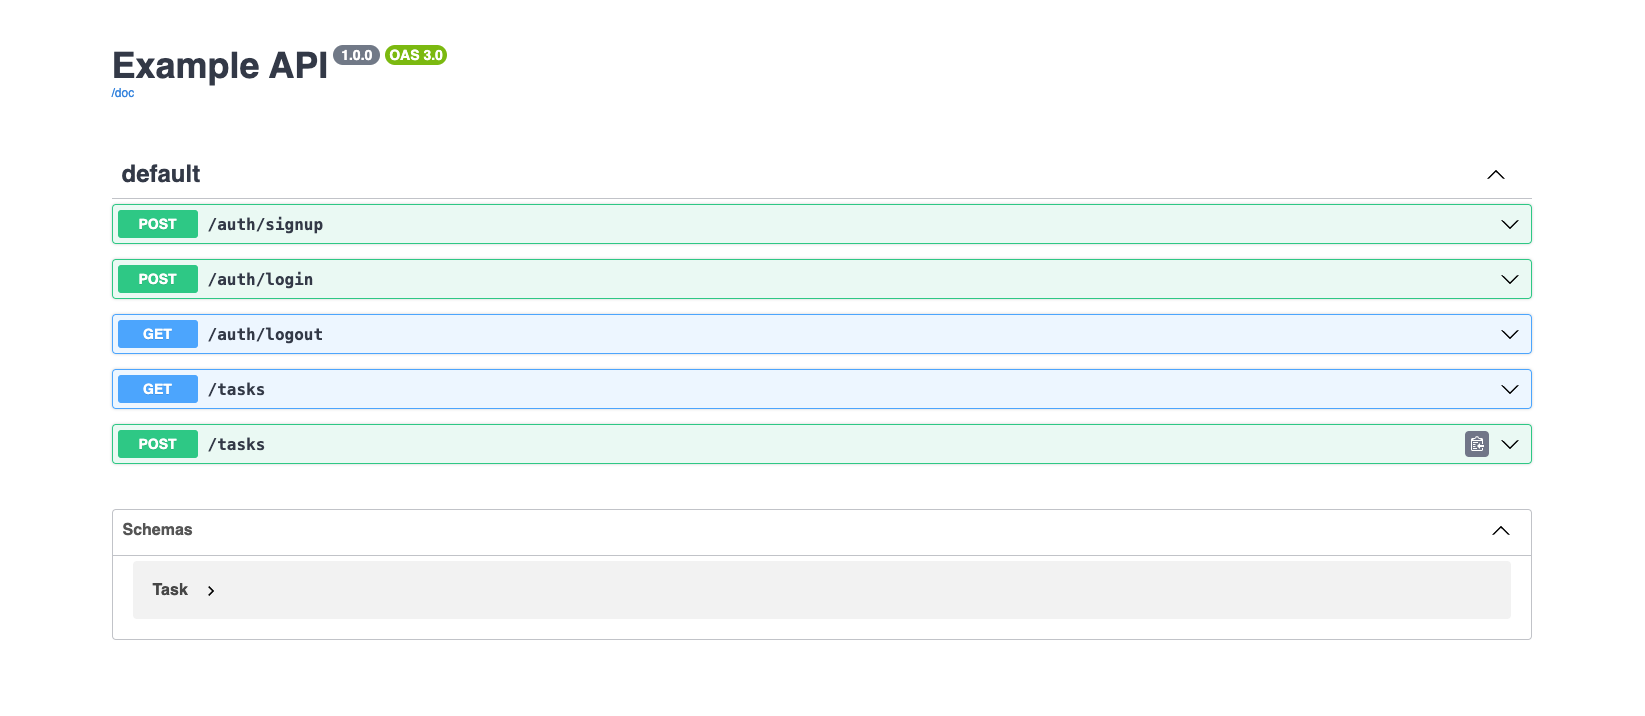 Example API 1.0.0 OAS 3.0
/doc
default
POST /auth/signup
POST /auth/login
GET /auth/logout
GET /tasks
POST /tasks
Schemas
Task